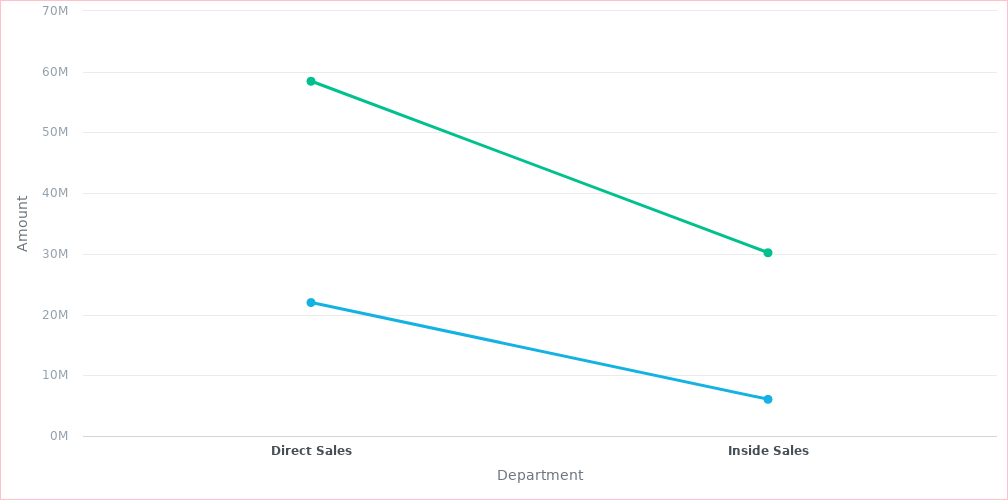 70M
60M
50M
40M
30M
20M
10M
0M
Amount
Direct Sales
Inside Sales
Department